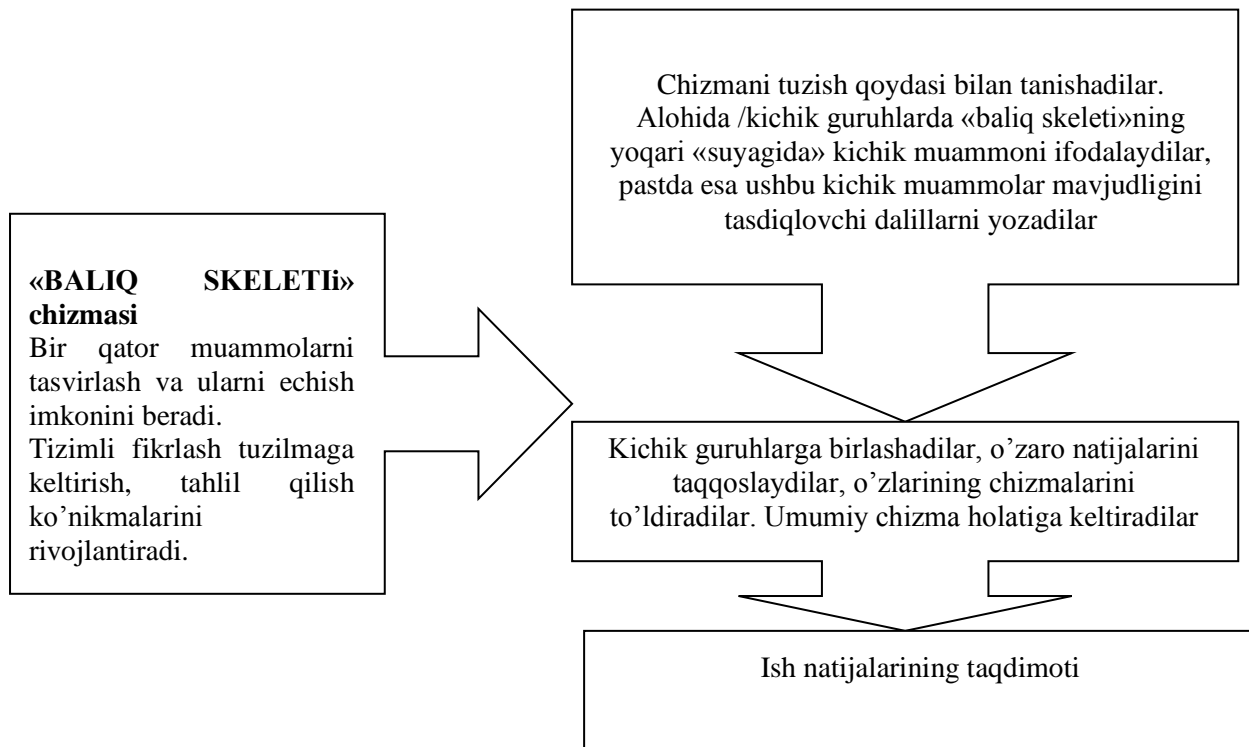 «BALIQ SKELETIi»
chizmasi
Bir qator muammolarni
tasvirlash va ularni echish
imkonini beradi.
Tizimli fikrlash tuzilmaga
keltirish, tahlil qilish
ko’nikmalarini
rivojlantiradi.
Chizmani tuzish qoydasi bilan tanishadilar.
Alohida /kichik guruhlarda «baliq skeleti»ning
yoqari «suyagida» kichik muammoni ifodalaydilar,
pastda esa ushbu kichik muammolar mavjudligini
tasdiqlovchi dalillarni yozadilar
Kichik guruhlarga birlashadilar, o’zaro natijalarini
taqqoslaydilar, o’zlarining chizmalarini
to’ldiradilar. Umumiy chizma holatiga keltiradilar
Ish natijalarining taqdimoti